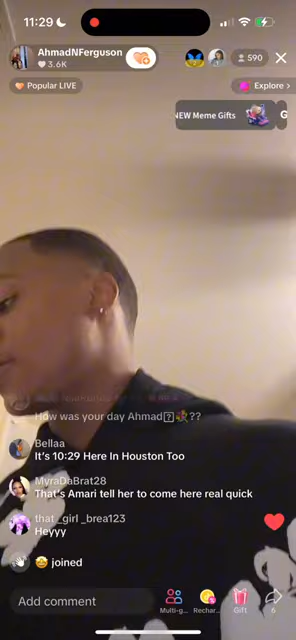 11:29
AhmadNFerguson
3.6K
590
Popular LIVE
Explore >
NEW Meme Gifts
G
How was your day Ahmad ??
Bellaa
It's 10:29 Here In Houston Too
MyraDaBrat28
That's Amari tell her to come here real quick
that _girl _brea123
Heyyy
joined
Add comment
Multi-g...
Rechar...
Gift
6